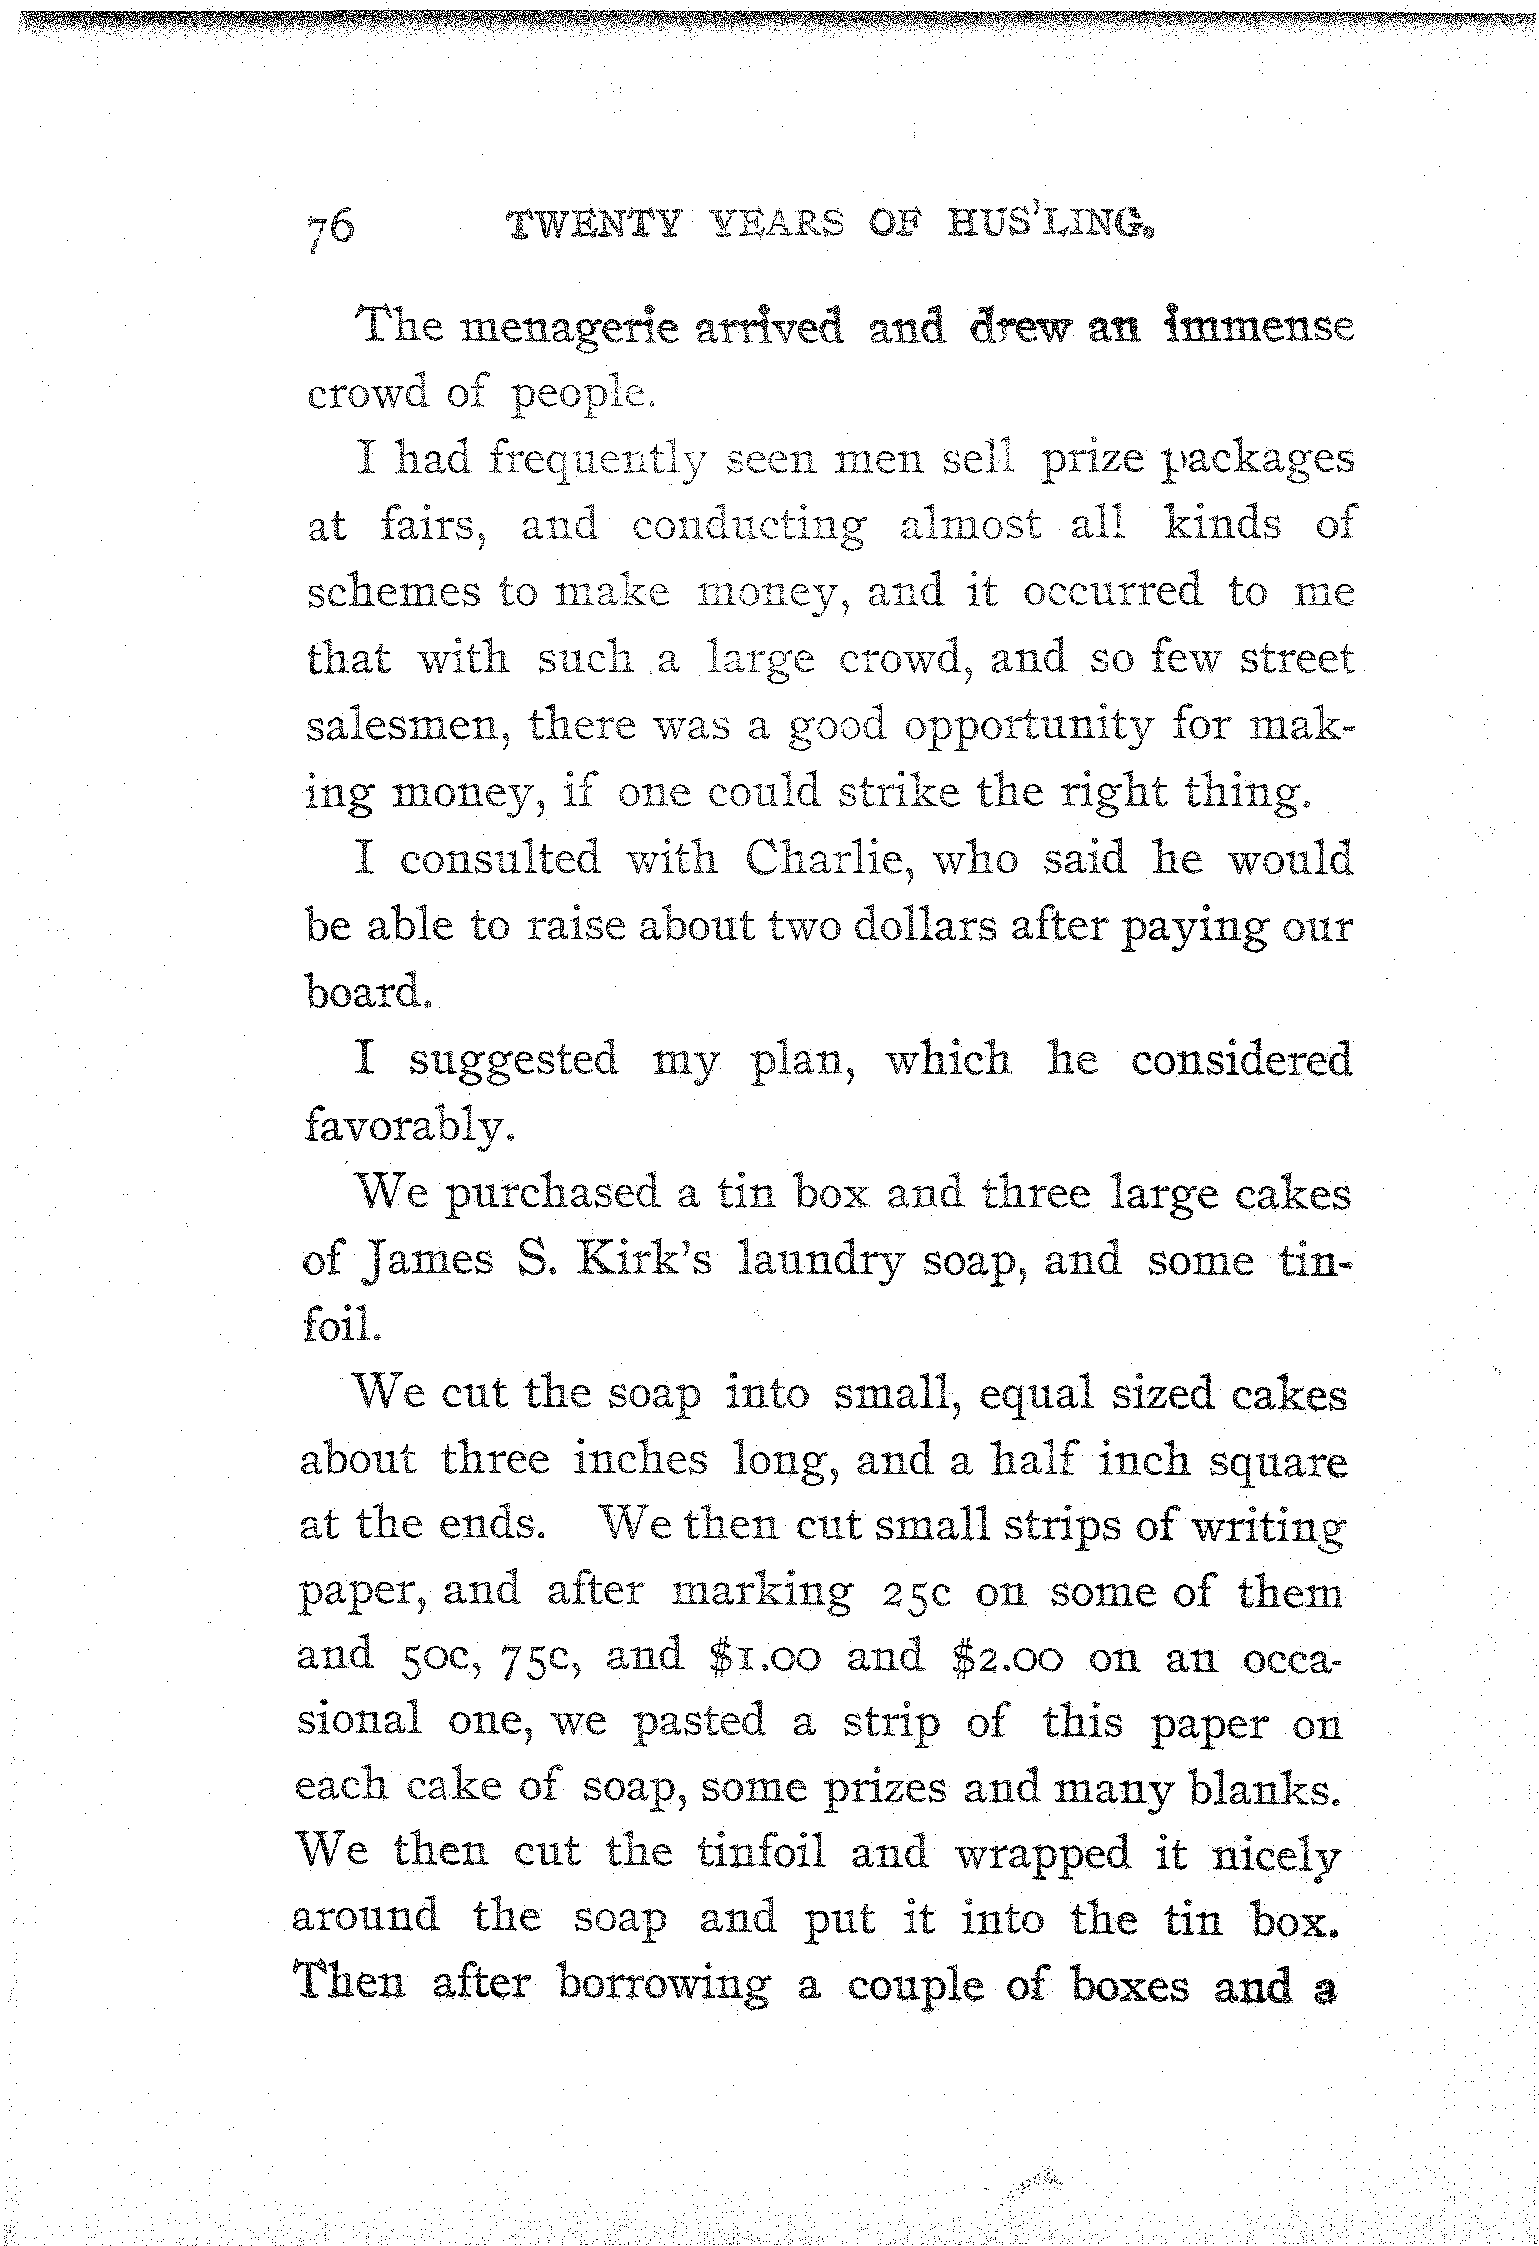 76 TWENTY YEARS OF HUS'LING.
The menagerie arrived and drew an immense
crowd of people.
I had frequently seen men sell prize packages
at fairs, and conducting almost all kinds of
schemes to make money, and it occurred to me
that with such a large crowd, and so few street
salesmen, there was a good opportunity for mak-
ing money, if one could strike the right thing.
I consulted with Charlie, who said he would
be able to raise about two dollars after paying our
board.
I suggested my plan, which he considered
favorably.
We purchased a tin box and three large cakes
of James S. Kirk's laundry soap, and some tin-
foil.
We cut the soap into small, equal sized cakes
about three inches long, and a half inch square
at the ends. We then cut small strips of writing
paper, and after marking 25c on some of them
and 50c, 75c, and $1.00 and $2.00 on an occa-
sional one, we pasted a strip of this paper on
each cake of soap, some prizes and many blanks.
We then cut the tinfoil and wrapped it nicely
around the soap and put it into the tin box.
Then after borrowing a couple of boxes and a